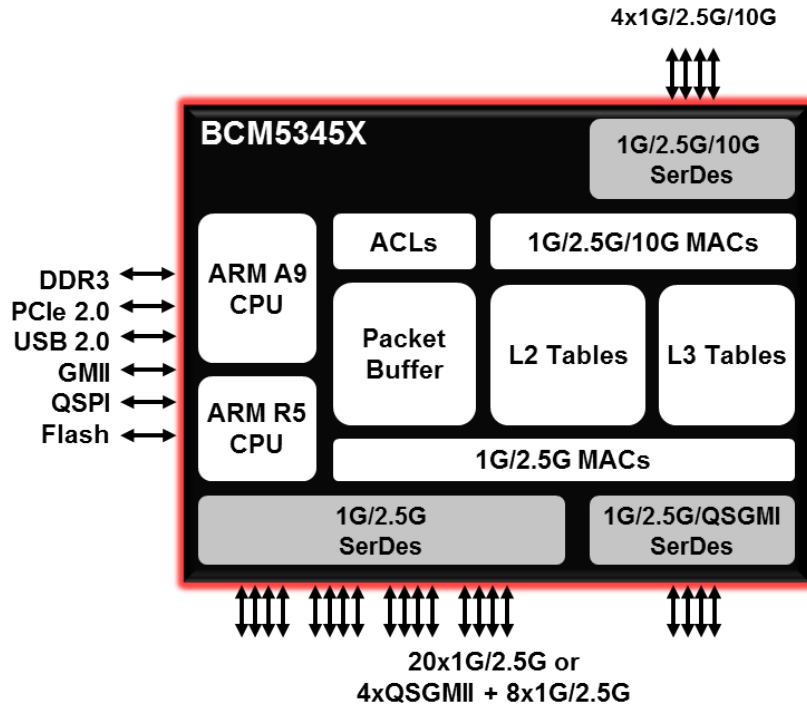 4x1G/2.5G/10G
BCM5345X
1G/2.5G/10G
SerDes
ACLs
1G/2.5G/10G MACs
ARM A9
CPU
DDR3
PCIe 2.0
USB 2.0
GMII
QSPI
Flash
Packet
Buffer
L2 Tables
L3 Tables
ARM R5
CPU
1G/2.5G MACs
1G/2.5G
SerDes
1G/2.5G/QSGMI
SerDes
20x1G/2.5G or
4xQSGMII + 8x1G/2.5G